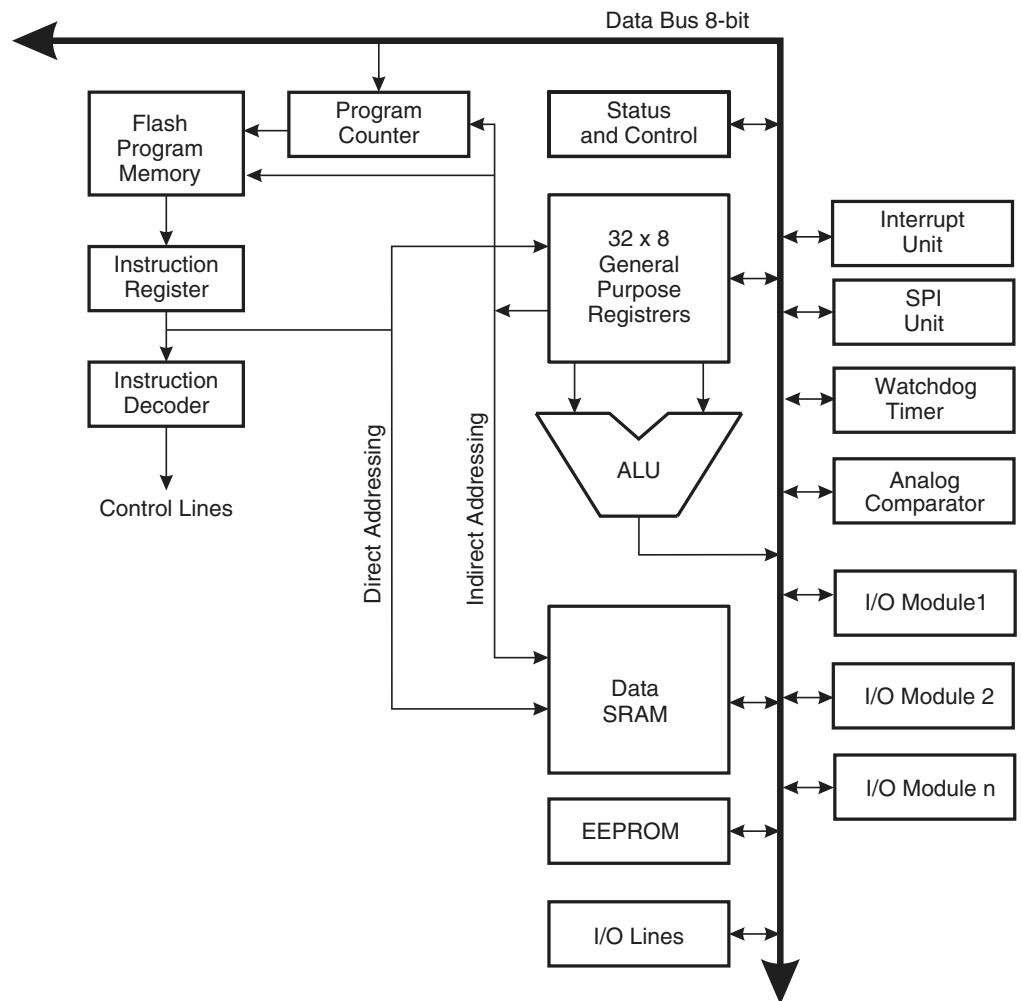 Data Bus 8-bit
Flash
Program
Memory
Program
Counter
Status
and Control
Interrupt
Unit
32 x 8
General
Purpose
Registrers
Instruction
Register
SPI
Unit
Instruction
Decoder
Watchdog
Timer
Direct Addressing
Indirect Addressing
ALU
Control Lines
Analog
Comparator
I/O Module1
Data
SRAM
I/O Module 2
I/O Module n
EEPROM
I/O Lines